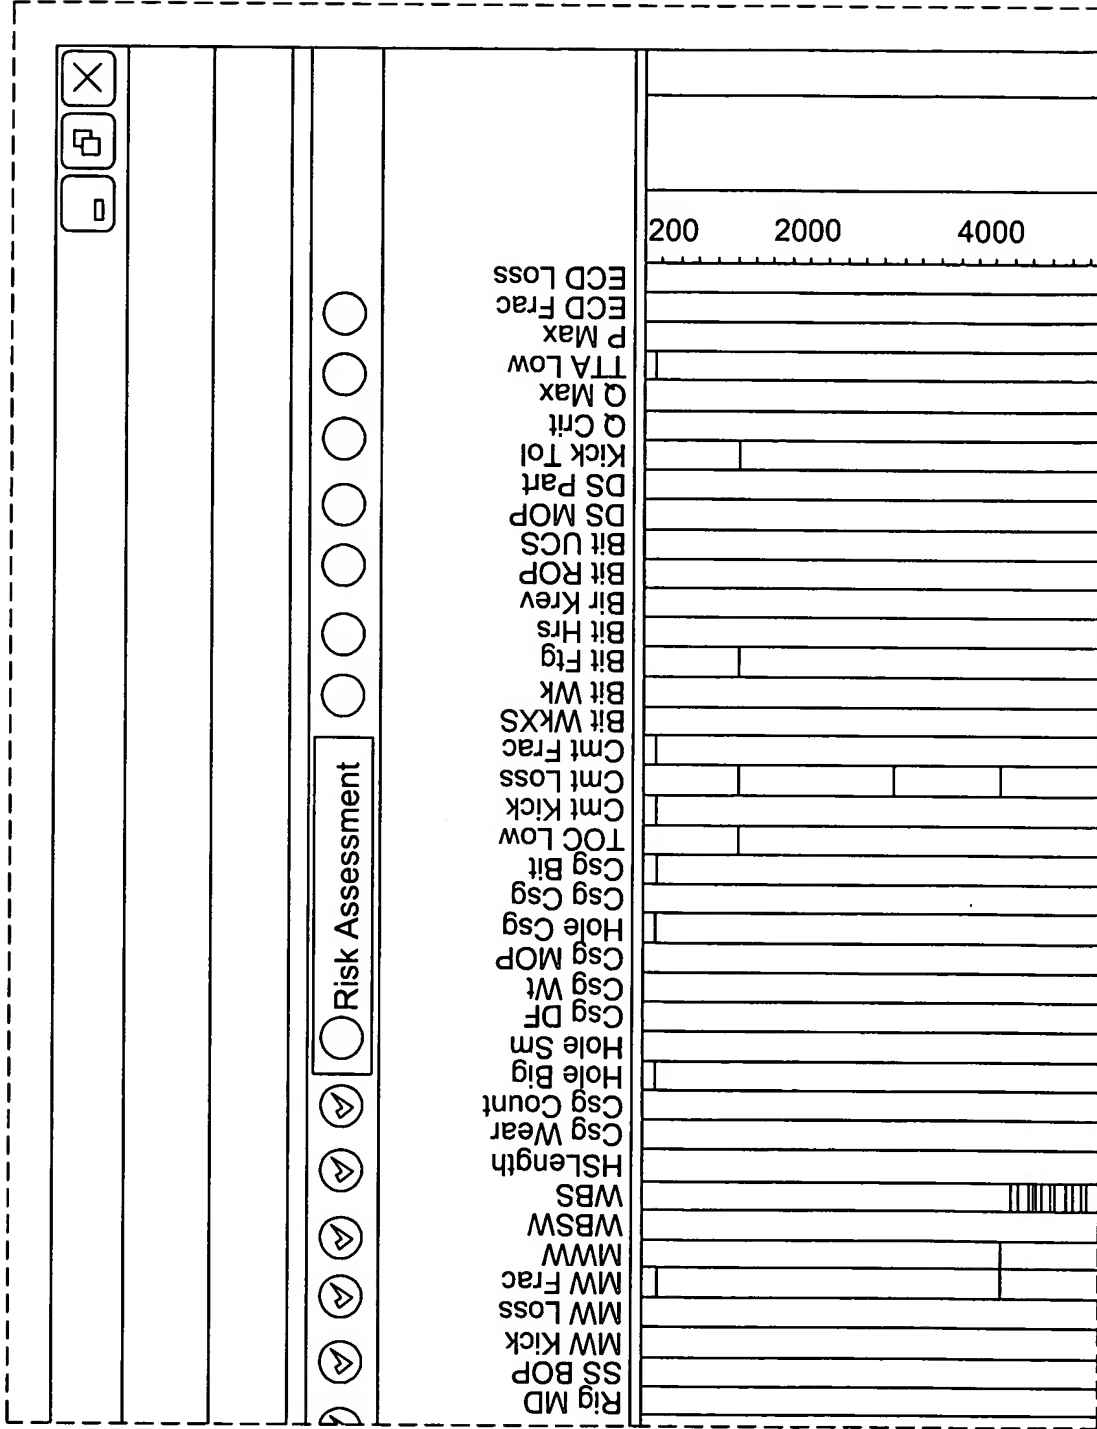 200 2000 4000
ECD Loss
ECD Frac
P Max
TTA Low
Q Max
Q Crit
Kick Tol
DS Part
DS MOP
Bit UCS
Bit ROP
Bir Krev
Bit Hrs
Bit Ftg
Bit Wk
Bit WkXS
Cmt Frac
Cmt Loss
Cmt Kick
TOC Low
Csg Bit
Csg Csg
Hole Csg
Csg MOP
Csg Wt
Csg DF
Hole Sm
Hole Big
Csg Count
Csg Wear
HSLength
WBS
WBSW
MWW
MW Frac
MW Loss
MW Kick
SS BOP
Rig MD
Risk Assessment